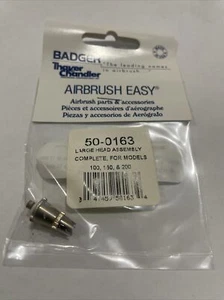 BADGER®
"The leading power
in airbrush."
Thayer
Chandler
AIRBRUSH EASY®
Airbrush parts & accessories
Pièces et accessoires d'aérographe
Piezas y accesorios de Aerógrafo
50-0163
LARGE HEAD ASSEMBLY
COMPLETE, FOR MODELS
100, 150, & 200